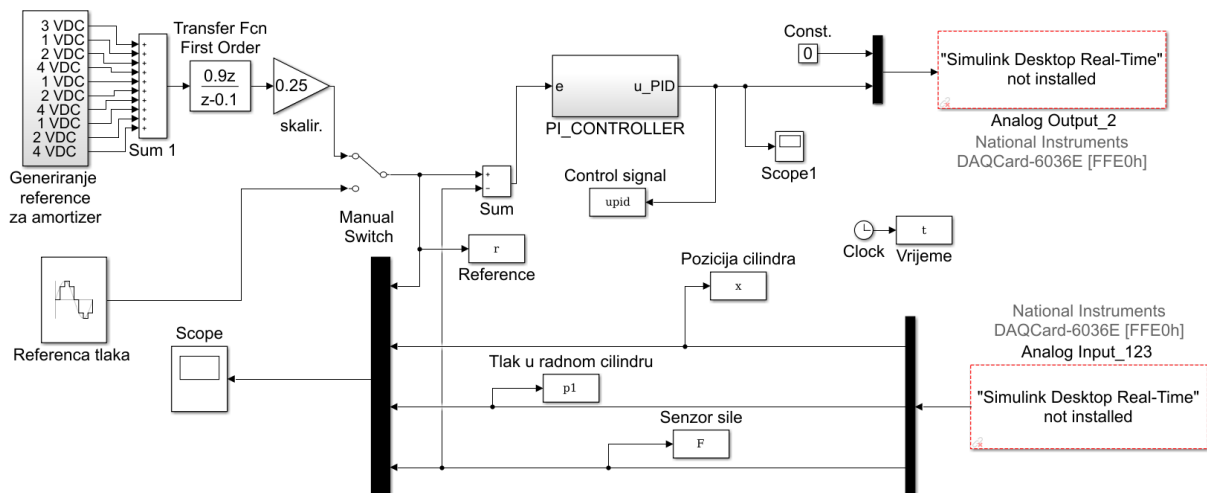 3 VDC
1 VDC
2 VDC
4 VDC
1 VDC
2 VDC
4 VDC
1 VDC
2 VDC
4 VDC
Generiranje
reference
za amortizer
+
+
+
+
+
+
+
+
+
+
Sum 1
Transfer Fcn
First Order
0.9z
z-0.1
0.25
skalir.
Manual
Switch
+
−
Sum
e
u_PID
PI_CONTROLLER
Const.
0
"Simulink Desktop Real-Time"
not installed
Analog Output_2
National Instruments
DAQCard-6036E [FFE0h]
Scope1
Control signal
upid
r
Reference
Clock
t
Vrijeme
Pozicija cilindra
x
Referenca tlaka
Scope
Tlak u radnom cilindru
p1
Senzor sile
F
National Instruments
DAQCard-6036E [FFE0h]
Analog Input_123
"Simulink Desktop Real-Time"
not installed